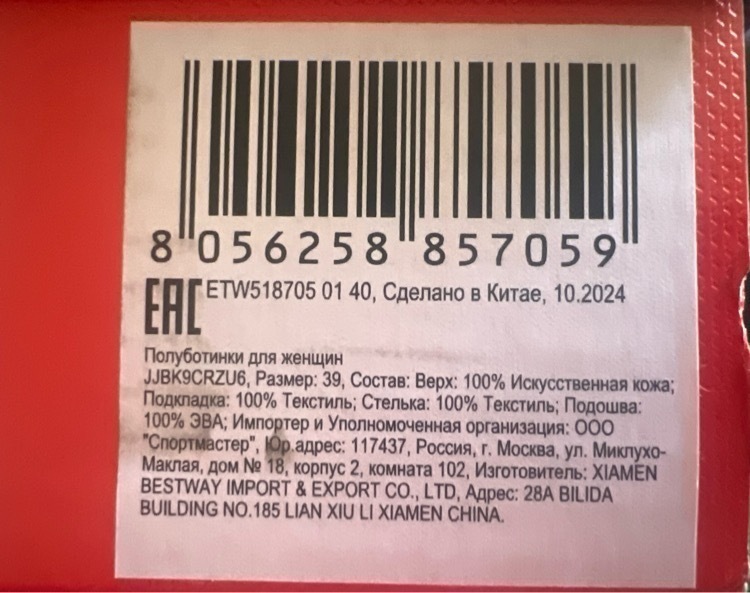 8 056258 857059
EAC ETW518705 01 40, Сделано в Китае, 10.2024
Полуботинки для женщин
JJBK9CRZU6, Размер: 39, Состав: Верх: 100% Искусственная кожа;
Подкладка: 100% Текстиль; Стелька: 100% Текстиль; Подошва:
100% ЭВА; Импортер и Уполномоченная организация: ООО
"Спортмастер", Юр.адрес: 117437, Россия, г. Москва, ул. Миклухо-
Маклая, дом № 18, корпус 2, комната 102, Изготовитель: XIAMEN
BESTWAY IMPORT & EXPORT CO., LTD, Адрес: 28A BILIDA
BUILDING NO.185 LIAN XIU LI XIAMEN CHINA.